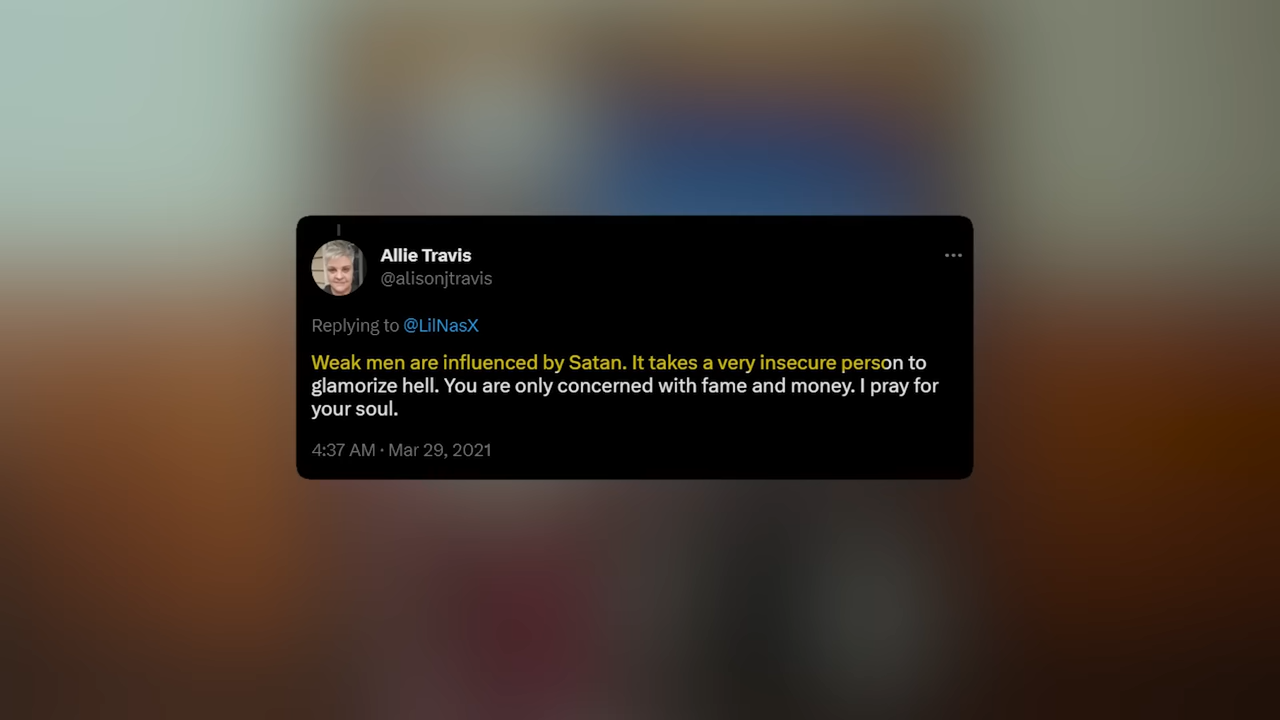 Allie Travis
@alisonjtravis
Replying to @LilNasX
Weak men are influenced by Satan. It takes a very insecure person to
glamorize hell. You are only concerned with fame and money. I pray for
your soul.
4:37 AM · Mar 29, 2021